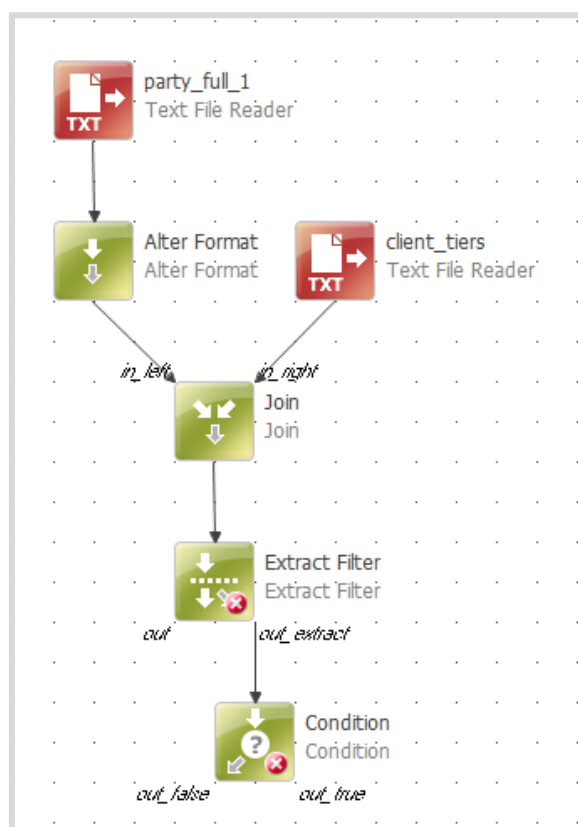 party_full_1
Text File Reader
TXT
Alter Format
Alter Format
client_tiers
Text File Reader
TXT
in_left
in_right
Join
Join
Extract Filter
Extract Filter
out
out_extract
Condition
Condition
?
out_false
out_true